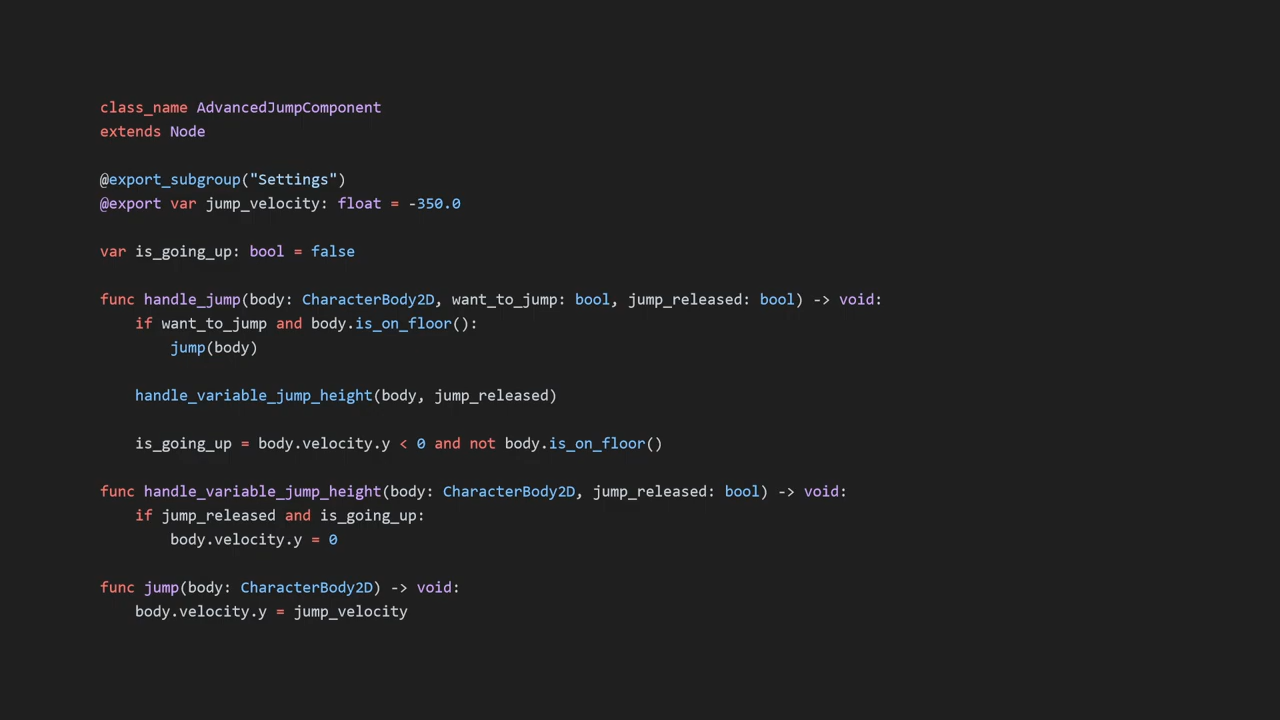 class_name AdvancedJumpComponent
extends Node
@export_subgroup("Settings")
@export var jump_velocity: float = -350.0
var is_going_up: bool = false
func handle_jump(body: CharacterBody2D, want_to_jump: bool, jump_released: bool) -> void:
    if want_to_jump and body.is_on_floor():
        jump(body)
    handle_variable_jump_height(body, jump_released)
    is_going_up = body.velocity.y < 0 and not body.is_on_floor()
func handle_variable_jump_height(body: CharacterBody2D, jump_released: bool) -> void:
    if jump_released and is_going_up:
        body.velocity.y = 0
func jump(body: CharacterBody2D) -> void:
    body.velocity.y = jump_velocity